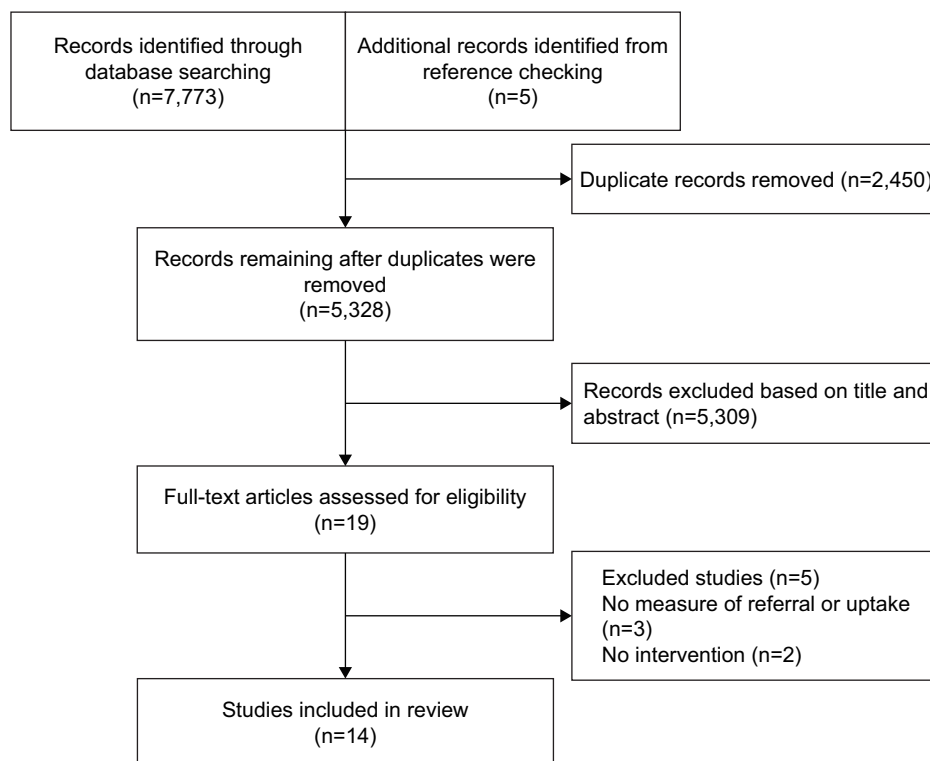 Records identified through
database searching
(n=7,773)
Additional records identified from
reference checking
(n=5)
Duplicate records removed (n=2,450)
Records remaining after duplicates were
removed
(n=5,328)
Records excluded based on title and
abstract (n=5,309)
Full-text articles assessed for eligibility
(n=19)
Excluded studies (n=5)
No measure of referral or uptake
(n=3)
No intervention (n=2)
Studies included in review
(n=14)